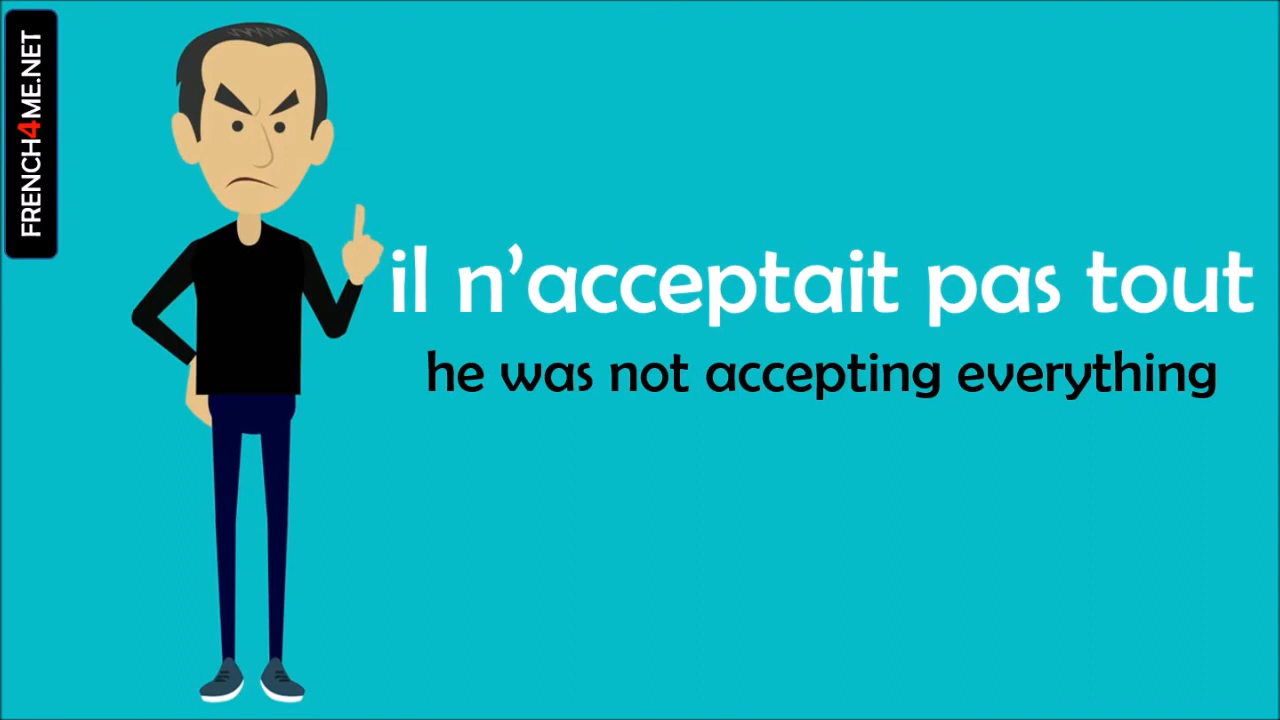 FRENCH4ME.NET
il n’acceptait pas tout
he was not accepting everything